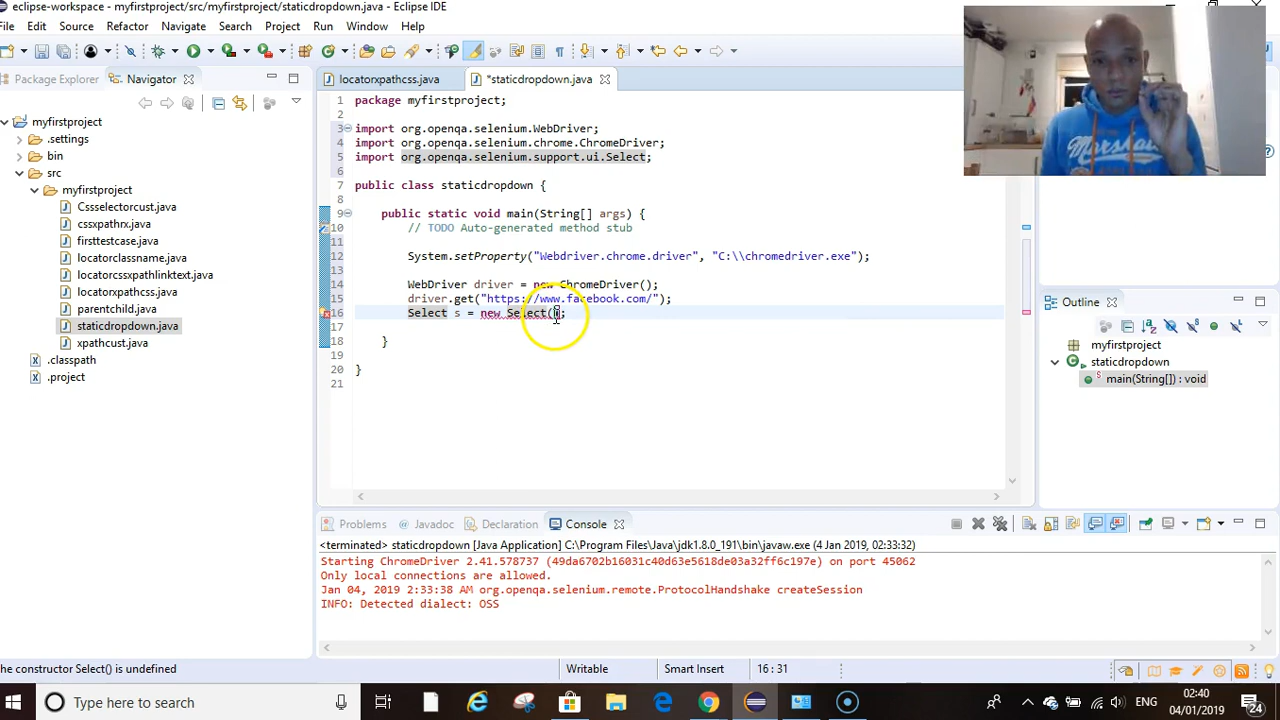 eclipse-workspace - myfirstproject/src/myfirstproject/staticdropdown.java - Eclipse IDE
File Edit Source Refactor Navigate Search Project Run Locator Window Help
Package Explorer
Navigator
locatorxpathcss.java
*staticdropdown.java
myfirstproject
.settings
bin
src
myfirstproject
Cssselectorcust.java
cssxpathrx.java
firsttestcase.java
locatorclassname.java
locatorcssxpathlinktext.java
parentchild.java
staticdropdown.java
xpathcust.java
.classpath
.project
1 package myfirstproject;
2
3 import org.openqa.selenium.WebDriver;
4 import org.openqa.selenium.chrome.ChromeDriver;
5 import org.openqa.selenium.support.ui.Select;
6
7 public class staticdropdown {
8
9 public static void main(String[] args) {
10 // TODO Auto-generated method stub
11
12 System.setProperty("Webdriver.chrome.driver", "C:\\chromedriver.exe");
13
14 WebDriver driver = new ChromeDriver();
15 driver.get("https://www.facebook.com/");
16 Select s = new Select();
17
18 }
19
20 }
21
Outline
myfirstproject
staticdropdown
main(String[]) : void
Problems Javadoc Declaration Console
<terminated> staticdropdown [Java Application] C:\Program Files\Java\jdk1.8.0_191\bin\javaw.exe (4 Jan 2019, 02:33:32)
Starting ChromeDriver 2.41.578737 (49da6702b16031c40d63e5618de03a32ff6c197e) on port 45062
Only local connections are allowed.
Jan 04, 2019 2:33:38 AM org.openqa.selenium.remote.ProtocolHandshake createSession
INFO: Detected dialect: OSS
he constructor Select() is undefined
Writable
Smart Insert
16 : 31
Type here to search
ENG
02:40
04/01/2019
24